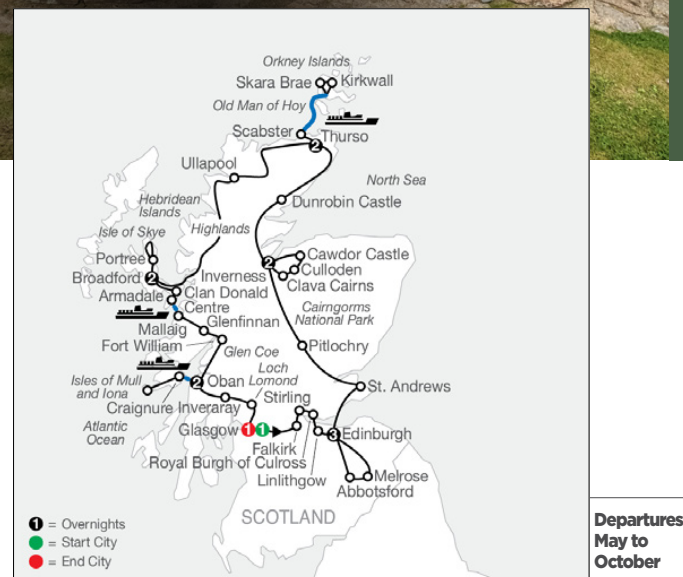 Orkney Islands
Skara Brae
Kirkwall
Old Man of Hoy
Scabster
2
Thurso
Ullapool
North Sea
Dunrobin Castle
Hebridean
Islands
Highlands
Isle of Skye
Portree
Broadford
2
Inverness
2
Cawdor Castle
Culloden
Clava Cairns
Armadale
Clan Donald
Centre
Cairngorms
National Park
Mallaig
Glenfinnan
Fort William
Pitlochry
Glen Coe
Loch
Lomond
Isles of Mull
and Iona
2
Oban
St. Andrews
Craignure
Inveraray
Stirling
Atlantic
Ocean
Glasgow
1
1
Falkirk
3
Edinburgh
Royal Burgh of Culross
Linlithgow
Melrose
Abbotsford
SCOTLAND
1 = Overnights
= Start City
= End City
Departures
May to
October